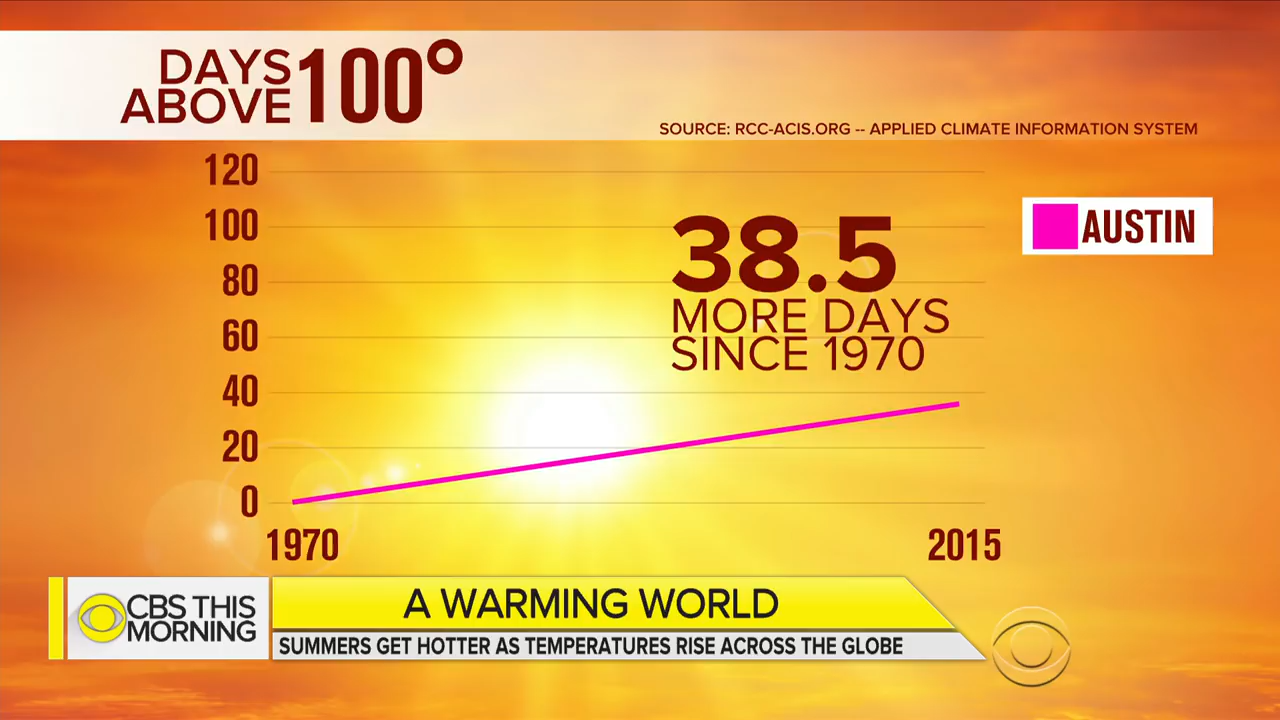 DAYS
ABOVE 100°
SOURCE: RCC-ACIS.ORG -- APPLIED CLIMATE INFORMATION SYSTEM
120
100
80
60
40
20
0
1970
2015
38.5
MORE DAYS
SINCE 1970
AUSTIN
CBS THIS
MORNING
A WARMING WORLD
SUMMERS GET HOTTER AS TEMPERATURES RISE ACROSS THE GLOBE